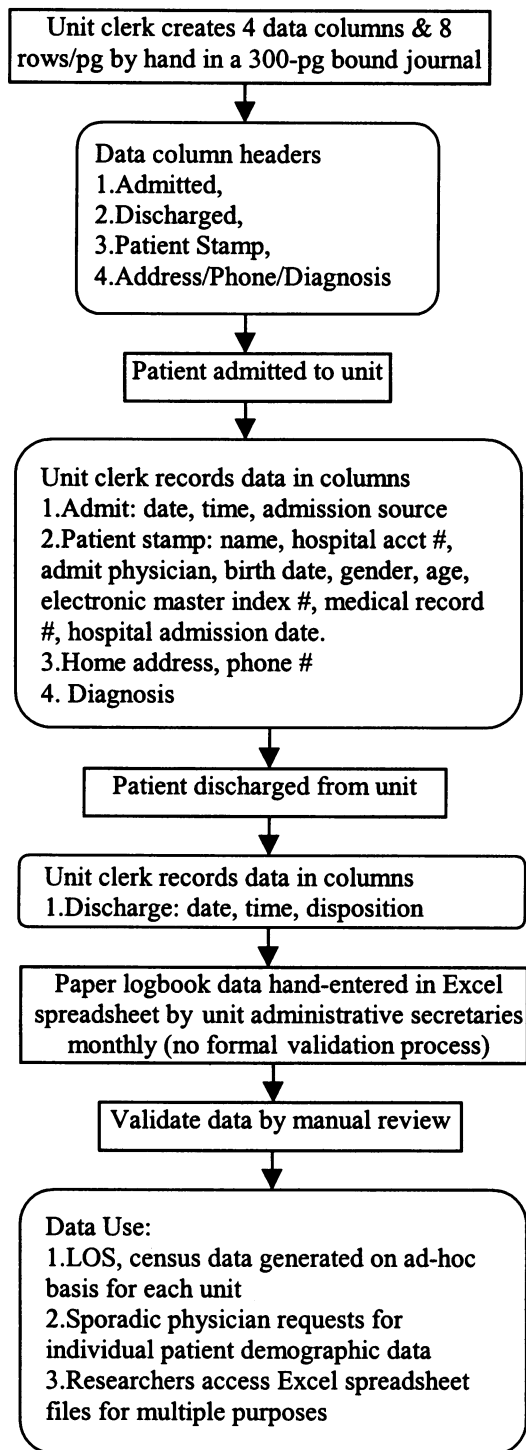 Unit clerk creates 4 data columns & 8
rows/pg by hand in a 300-pg bound journal
Data column headers
1.Admitted,
2.Discharged,
3.Patient Stamp,
4.Address/Phone/Diagnosis
Patient admitted to unit
Unit clerk records data in columns
1.Admit: date, time, admission source
2.Patient stamp: name, hospital acct #,
admit physician, birth date, gender, age,
electronic master index #, medical record
#, hospital admission date.
3.Home address, phone #
4. Diagnosis
Patient discharged from unit
Unit clerk records data in columns
1.Discharge: date, time, disposition
Paper logbook data hand-entered in Excel
spreadsheet by unit administrative secretaries
monthly (no formal validation process)
Validate data by manual review
Data Use:
1.LOS, census data generated on ad-hoc
basis for each unit
2.Sporadic physician requests for
individual patient demographic data
3.Researchers access Excel spreadsheet
files for multiple purposes